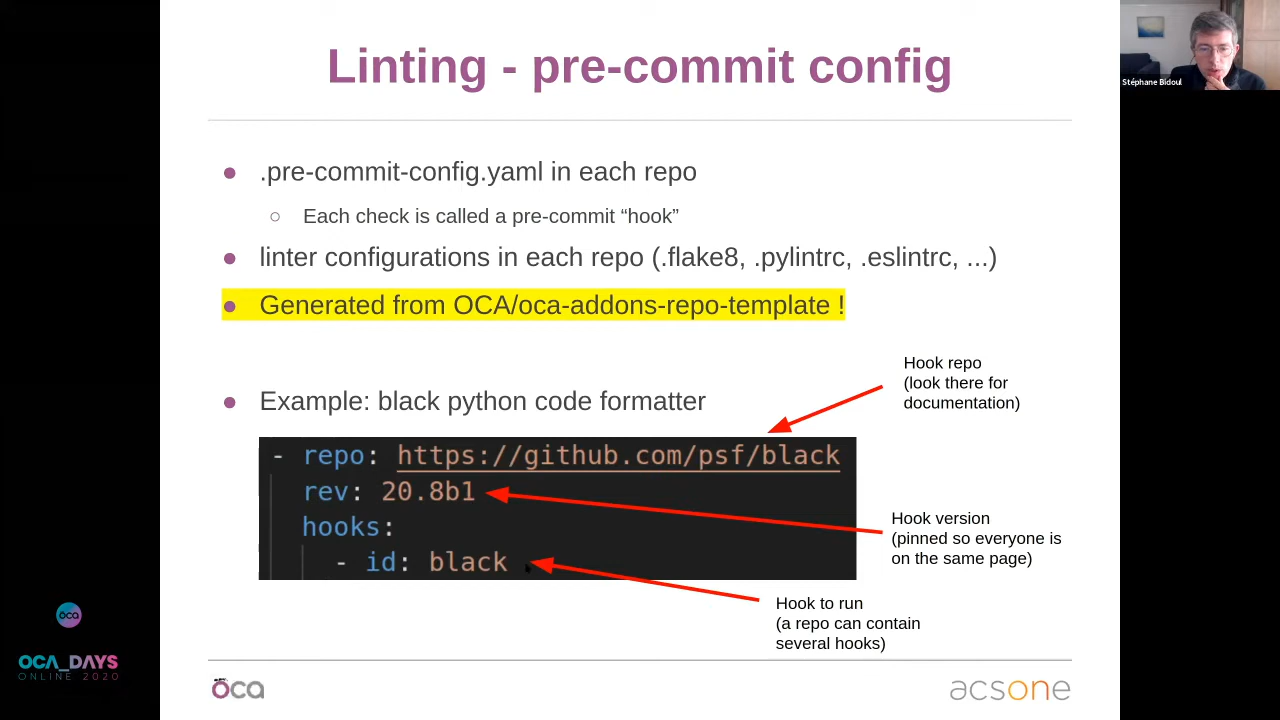 Linting - pre-commit config
Stéphane Bidoul
● .pre-commit-config.yaml in each repo
○ Each check is called a pre-commit “hook”
● linter configurations in each repo (.flake8, .pylintrc, .eslintrc, ...)
● Generated from OCA/oca-addons-repo-template !
Hook repo
(look there for
documentation)
● Example: black python code formatter
- repo: https://github.com/psf/black
rev: 20.8b1
hooks:
- id: black
Hook version
(pinned so everyone is
on the same page)
Hook to run
(a repo can contain
several hooks)
oca
OCA_DAYS
ONLINE 2020
oca
acsone